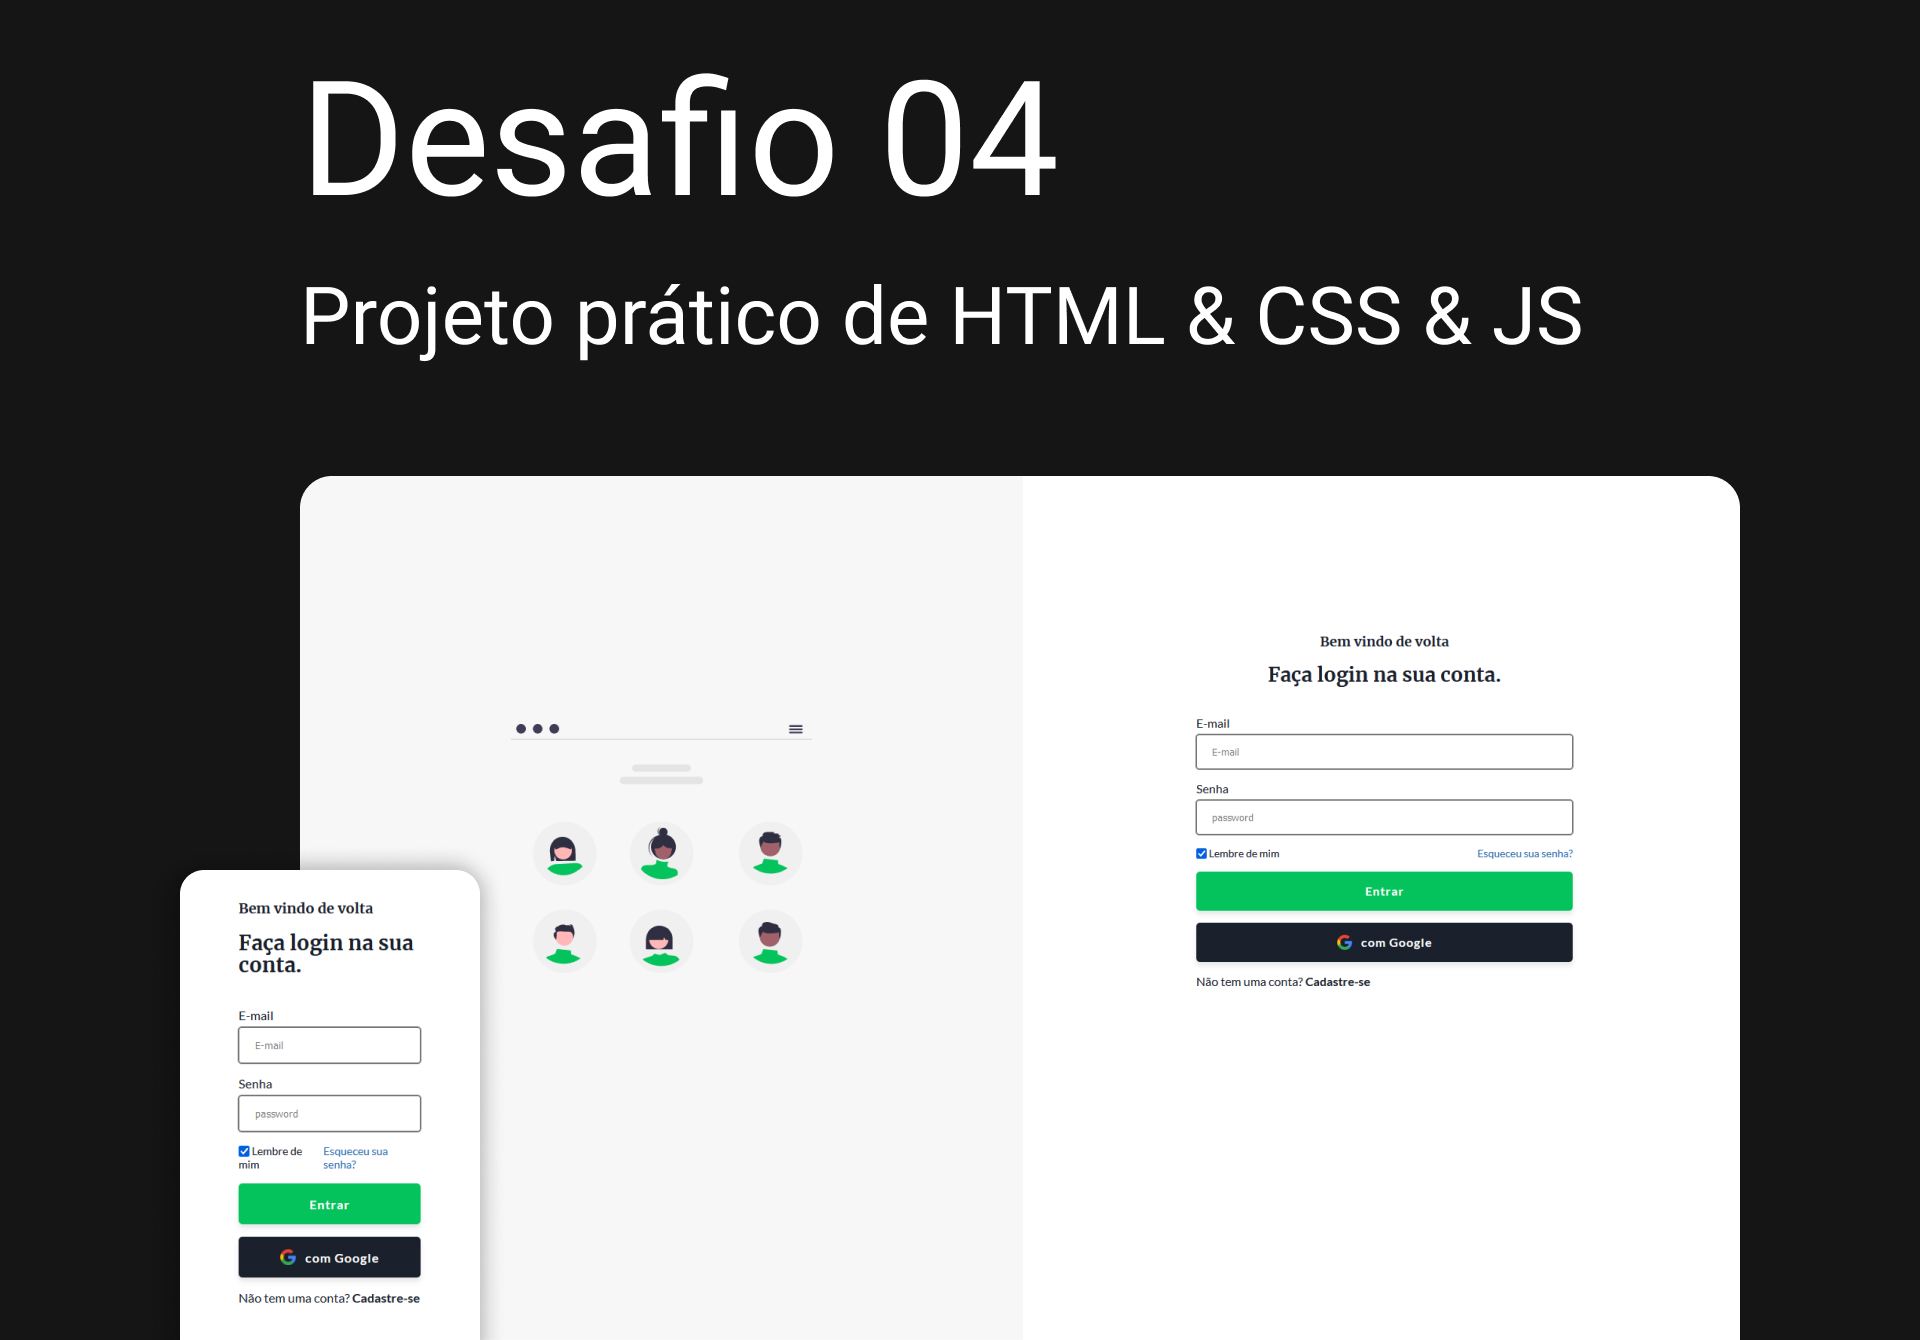 Desafio 04
Projeto prático de HTML & CSS & JS
Bem vindo de volta
Faça login na sua conta.
E-mail
E-mail
Senha
password
Lembre de mim Esqueceu sua senha?
Entrar
com Google
Não tem uma conta? Cadastre-se
Bem vindo de volta
Faça login na sua
conta.
E-mail
E-mail
Senha
password
Lembre de
mim
Esqueceu sua
senha?
Entrar
com Google
Não tem uma conta? Cadastre-se